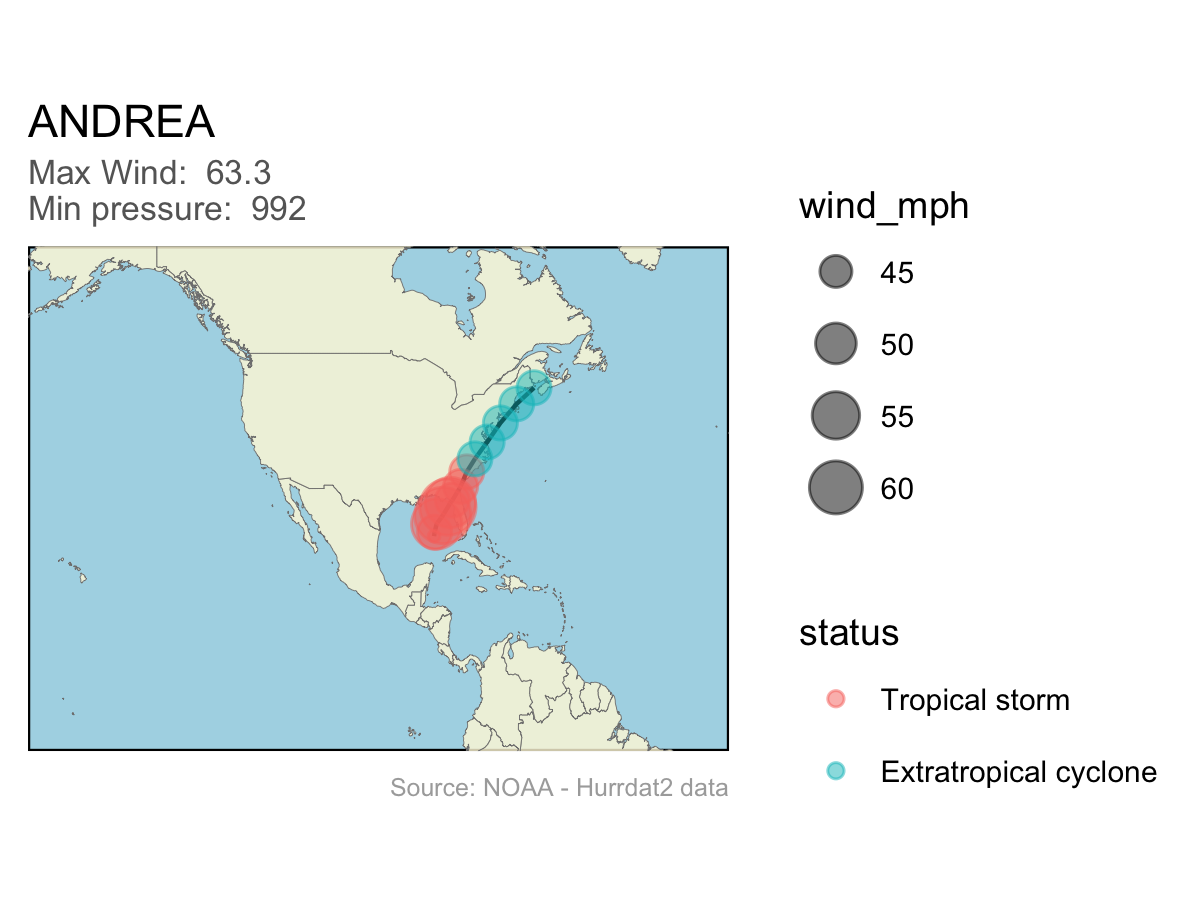 ANDREA
Max Wind:  63.3
Min pressure:  992
wind_mph
45
50
55
60
status
Tropical storm
Extratropical cyclone
Source: NOAA - Hurrdat2 data